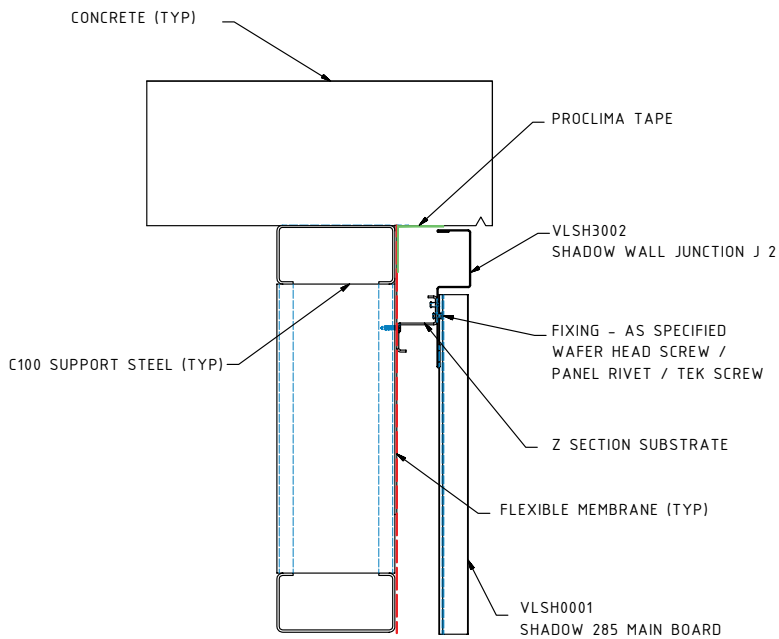 CONCRETE (TYP)
PROCLIMA TAPE
VLSH3002
SHADOW WALL JUNCTION J 2
FIXING - AS SPECIFIED
WAFER HEAD SCREW /
PANEL RIVET / TEK SCREW
C100 SUPPORT STEEL (TYP)
Z SECTION SUBSTRATE
FLEXIBLE MEMBRANE (TYP)
VLSH0001
SHADOW 285 MAIN BOARD